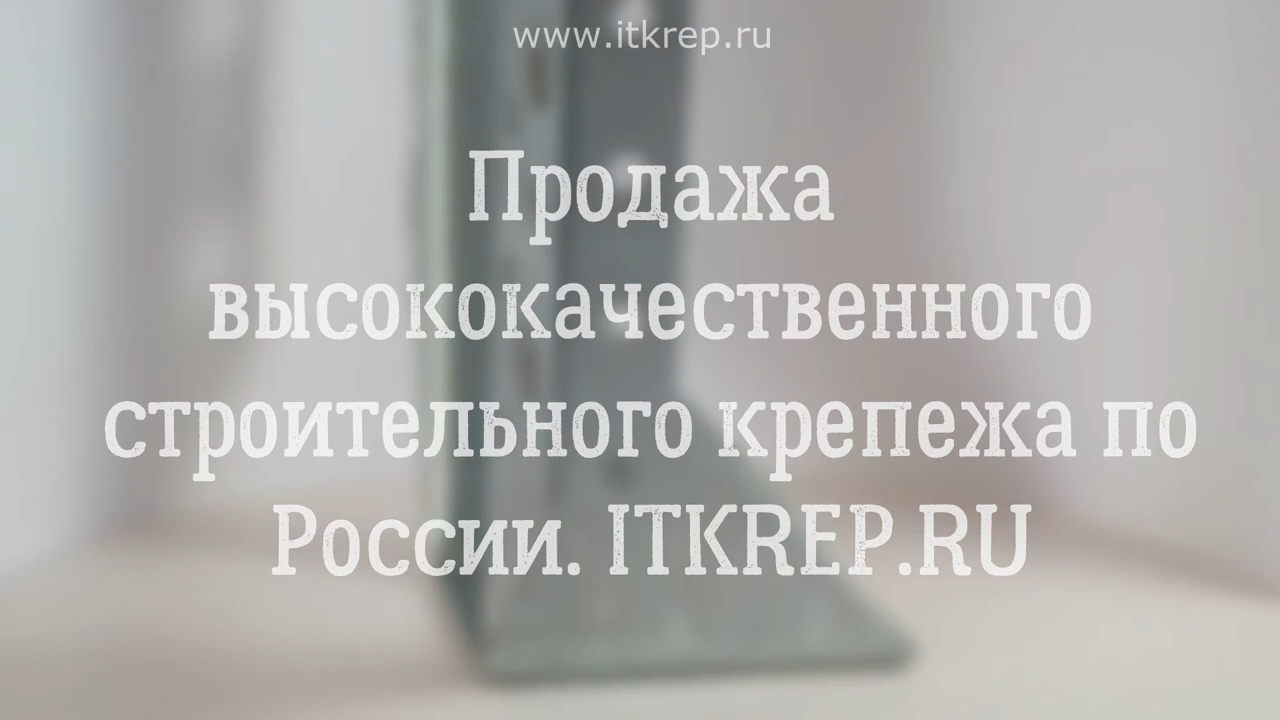 www.itkrep.ru
Продажа
высококачественного
строительного крепежа по
России. ITKREP.RU